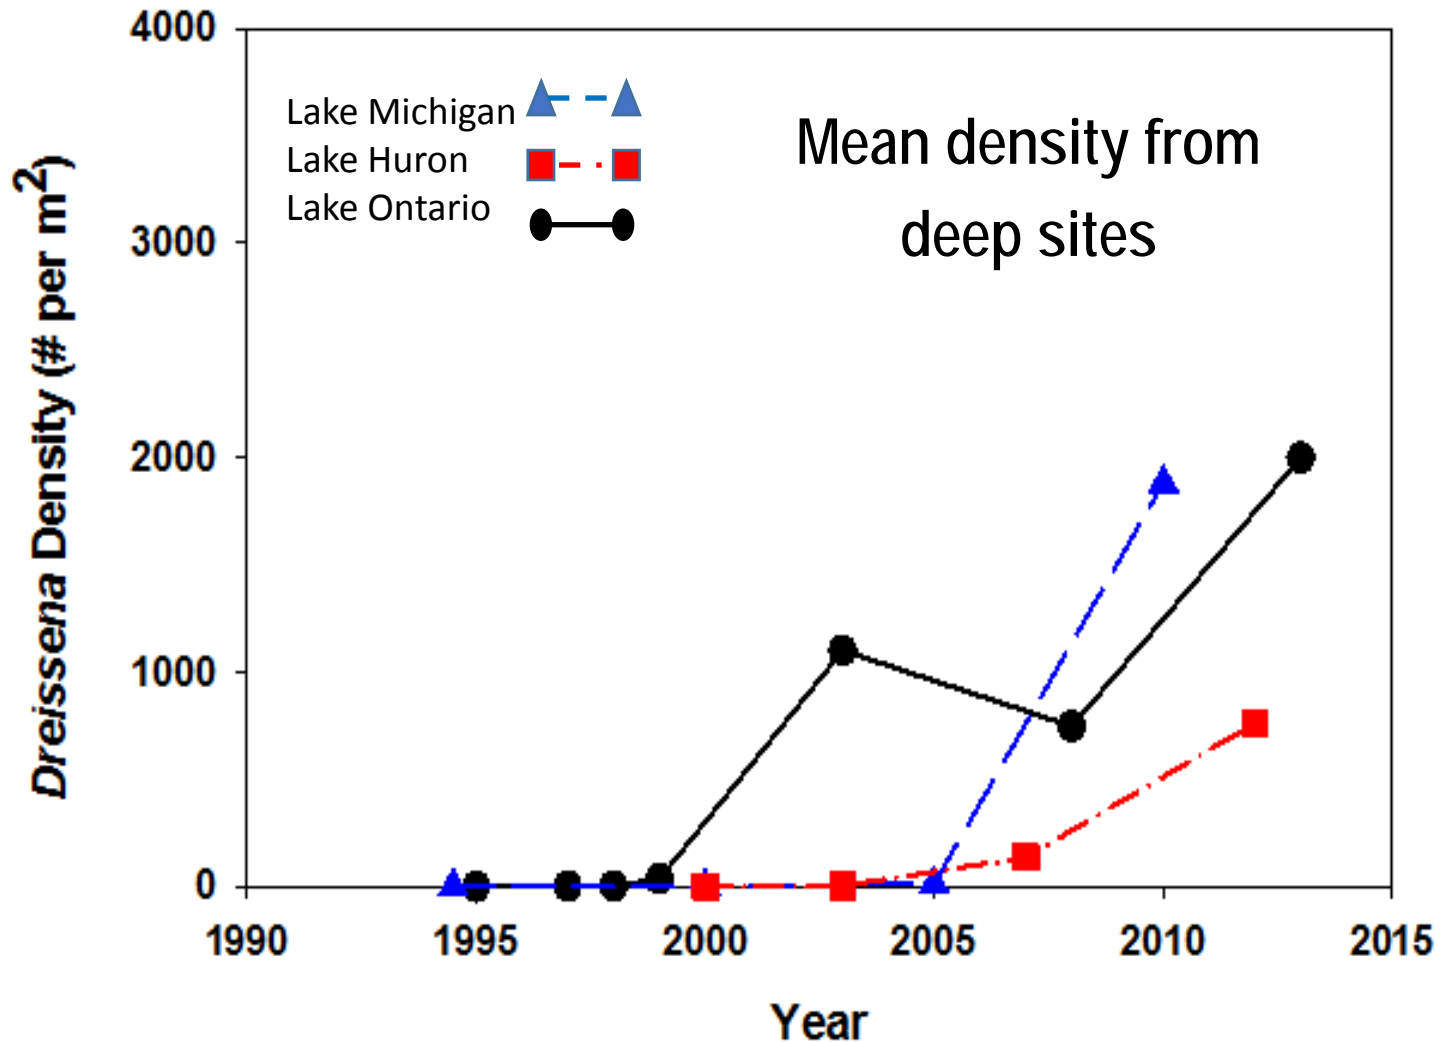 4000
3000
2000
1000
0
Dreissena Density (# per m²)
Lake Michigan
Lake Huron
Lake Ontario
Mean density from
deep sites
1990 1995 2000 2005 2010 2015
Year